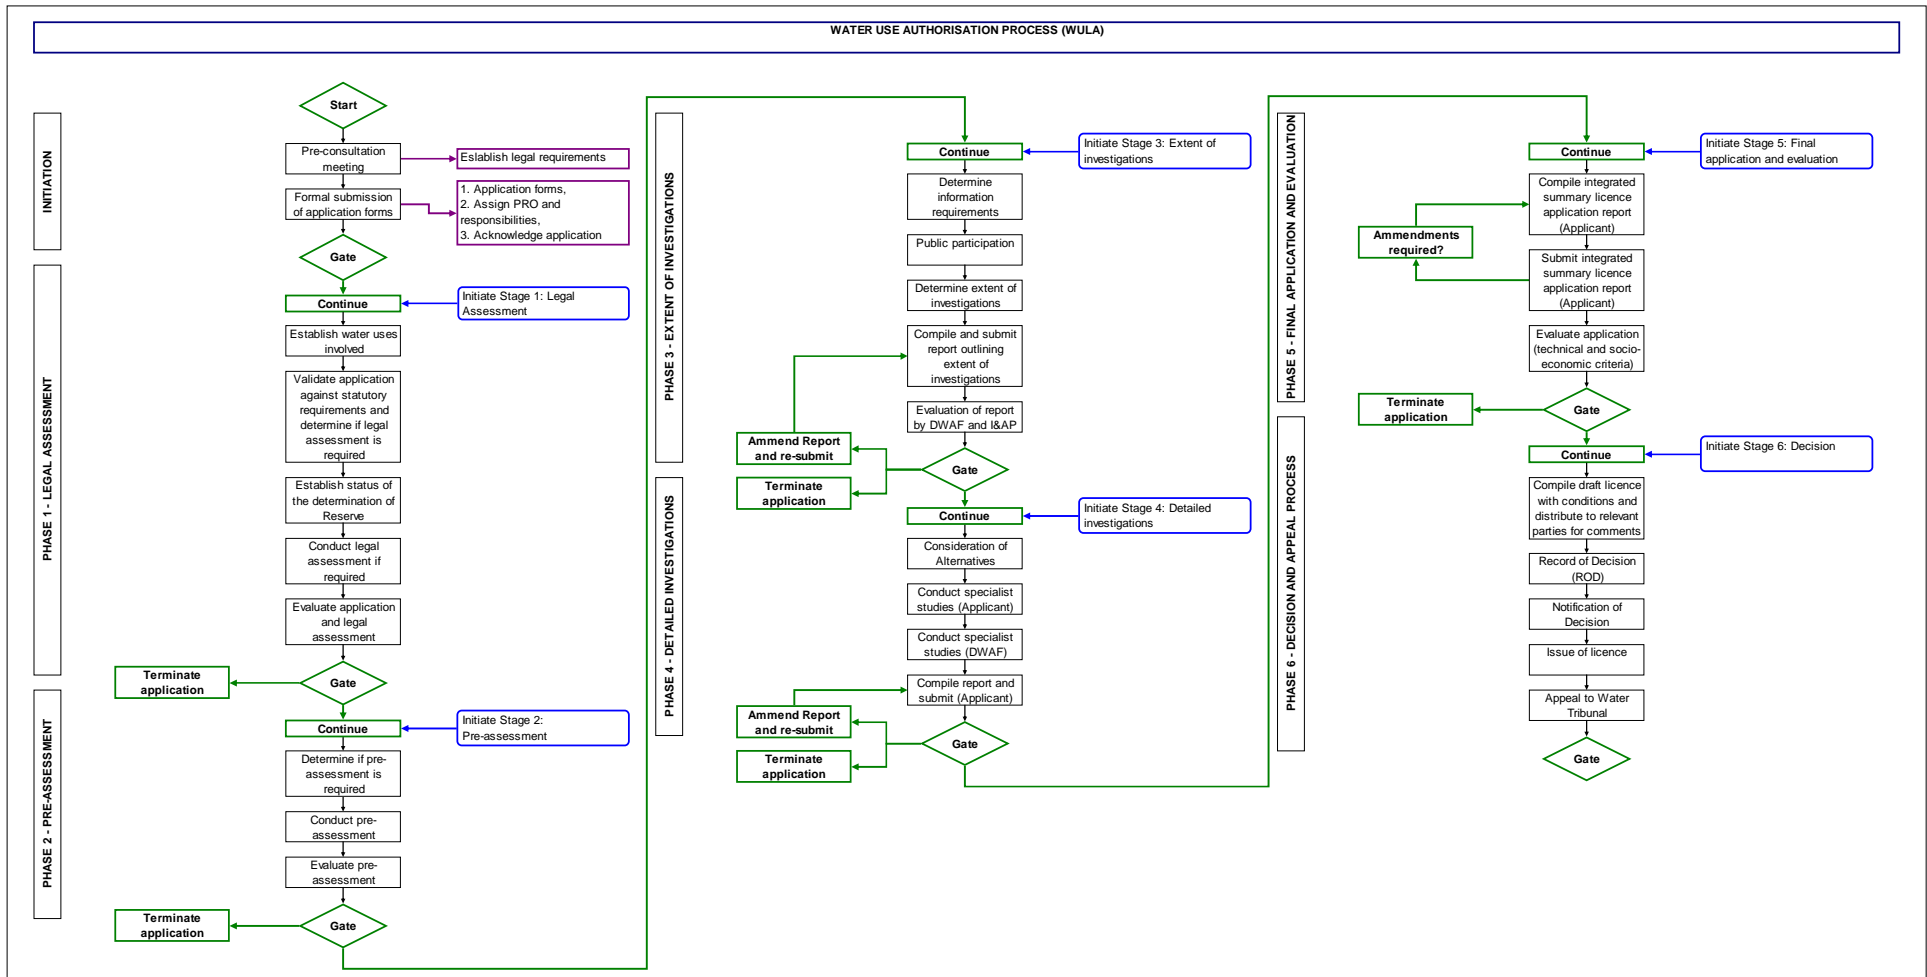 WATER USE AUTHORISATION PROCESS (WULA)
INITIATION
Start
Pre-consultation
meeting
Eslablish legal requirements
Formal submission
of application forms
1. Application forms,
2. Assign PRO and
responsibilities,
3. Acknowledge application
Gate
PHASE 1 - LEGAL ASSESSMENT
Continue
Initiate Stage 1: Legal
Assessment
Establish water uses
involved
Validate application
against statutory
requirements and
determine if legal
assessment is
required
Establish status of
the determination of
Reserve
Conduct legal
assessment if
required
Evaluate application
and legal
assessment
Gate
Terminate
application
PHASE 2 - PRE-ASSESSMENT
Continue
Initiate Stage 2:
Pre-assessment
Determine if pre-
assessment is
required
Conduct pre-
assessment
Evaluate pre-
assessment
Gate
Terminate
application
PHASE 3 - EXTENT OF INVESTIGATIONS
Continue
Initiate Stage 3: Extent of
investigations
Determine
information
requirements
Public participation
Determine extent of
investigations
Compile and submit
report outlining
extent of
investigations
Evaluation of report
by DWAF and I&AP
Ammend Report
and re-submit
Gate
Terminate
application
PHASE 4 - DETAILED INVESTIGATIONS
Continue
Initiate Stage 4: Detailed
investigations
Consideration of
Alternatives
Conduct specialist
studies (Applicant)
Conduct specialist
studies (DWAF)
Compile report and
submit (Applicant)
Ammend Report
and re-submit
Gate
Terminate
application
PHASE 5 - FINAL APPLICATION AND EVALUATION
Continue
Initiate Stage 5: Final
application and evaluation
Compile integrated
summary licence
application report
(Applicant)
Ammendments
required?
Submit integrated
summary licence
application report
(Applicant)
Evaluate application
(technical and socio-
economic criteria)
Gate
Terminate
application
PHASE 6 - DECISION AND APPEAL PROCESS
Continue
Initiate Stage 6: Decision
Compile draft licence
with conditions and
distribute to relevant
parties for comments
Record of Decision
(ROD)
Notification of
Decision
Issue of licence
Appeal to Water
Tribunal
Gate